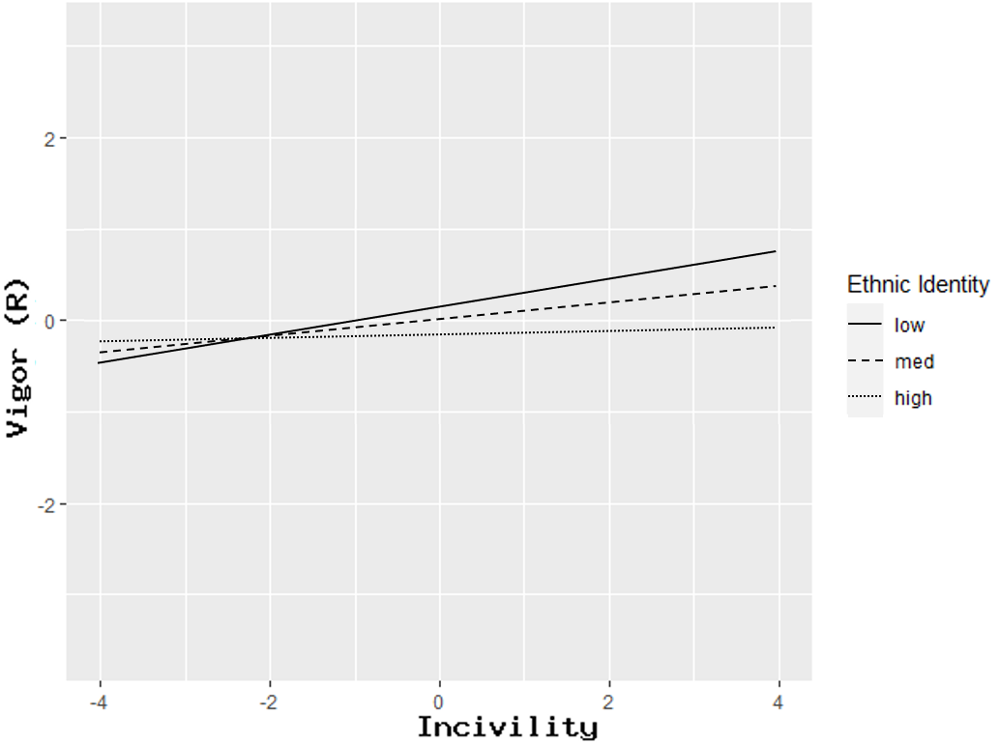 2
0
-2
Vigor (R)
-4
-2
0
2
4
Incivility
Ethnic Identity
low
med
high